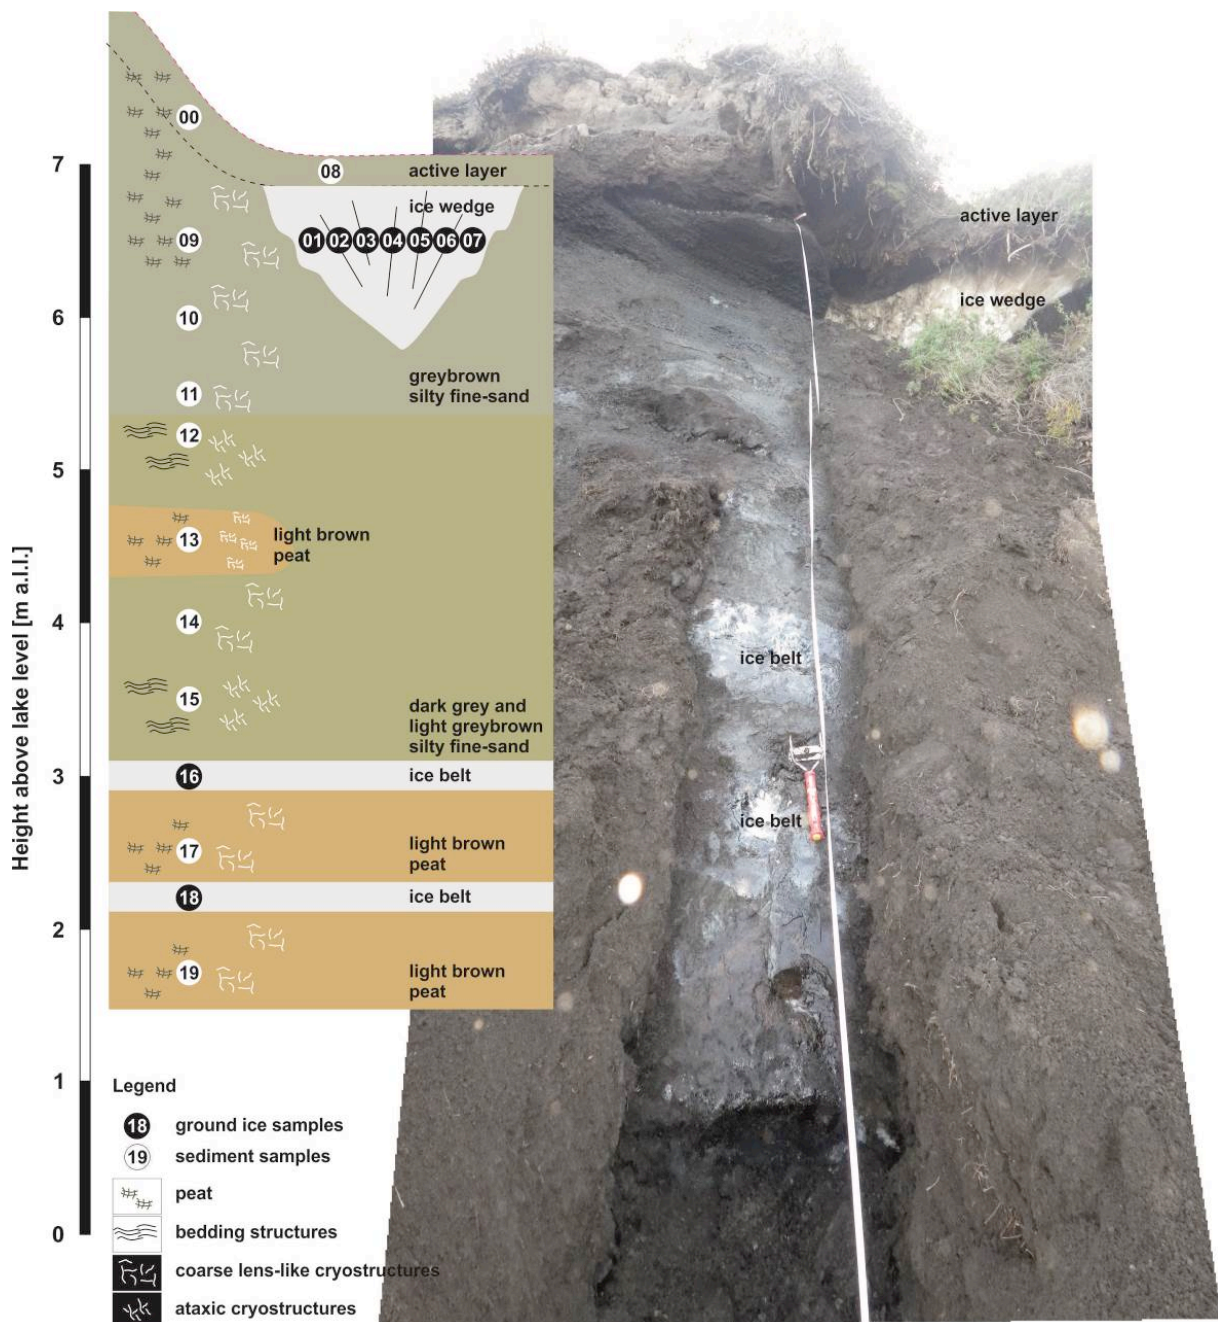 00
7
08
active layer
ice wedge
active layer
01 02 03 04 05 06 07
09
ice wedge
6
10
greybrown
silty fine-sand
11
12
5
13
light brown
peat
Height above lake level [m a.l.l.]
4
14
ice belt
15
dark grey and
light greybrown
silty fine-sand
3
16
ice belt
ice belt
17
light brown
peat
18
ice belt
2
19
light brown
peat
1
Legend
18 ground ice samples
19 sediment samples
peat
0
bedding structures
coarse lens-like cryostructures
ataxic cryostructures